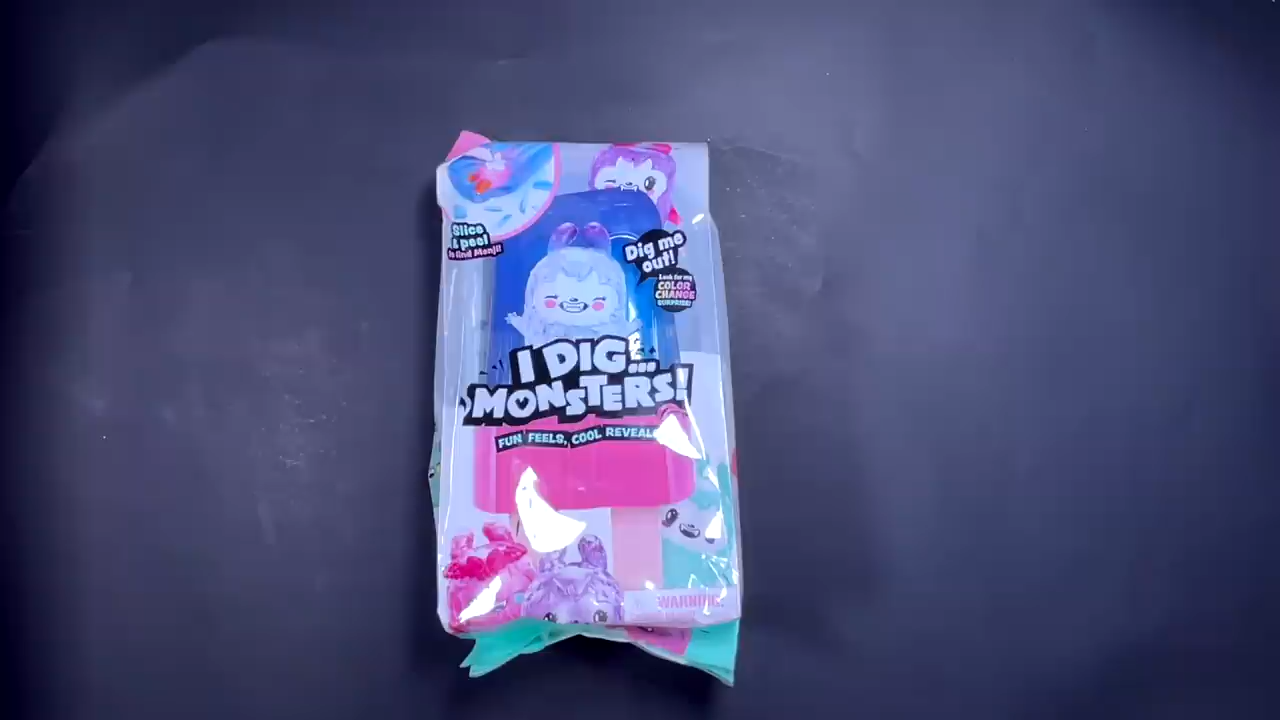 Slice
& peel
to find Monji!
Dig me
out!
Look for my
COLOR
CHANGE
SURPRISE!
I DIG...
MONSTERS!
FUN FEELS, COOL REVEAL
WARNING: